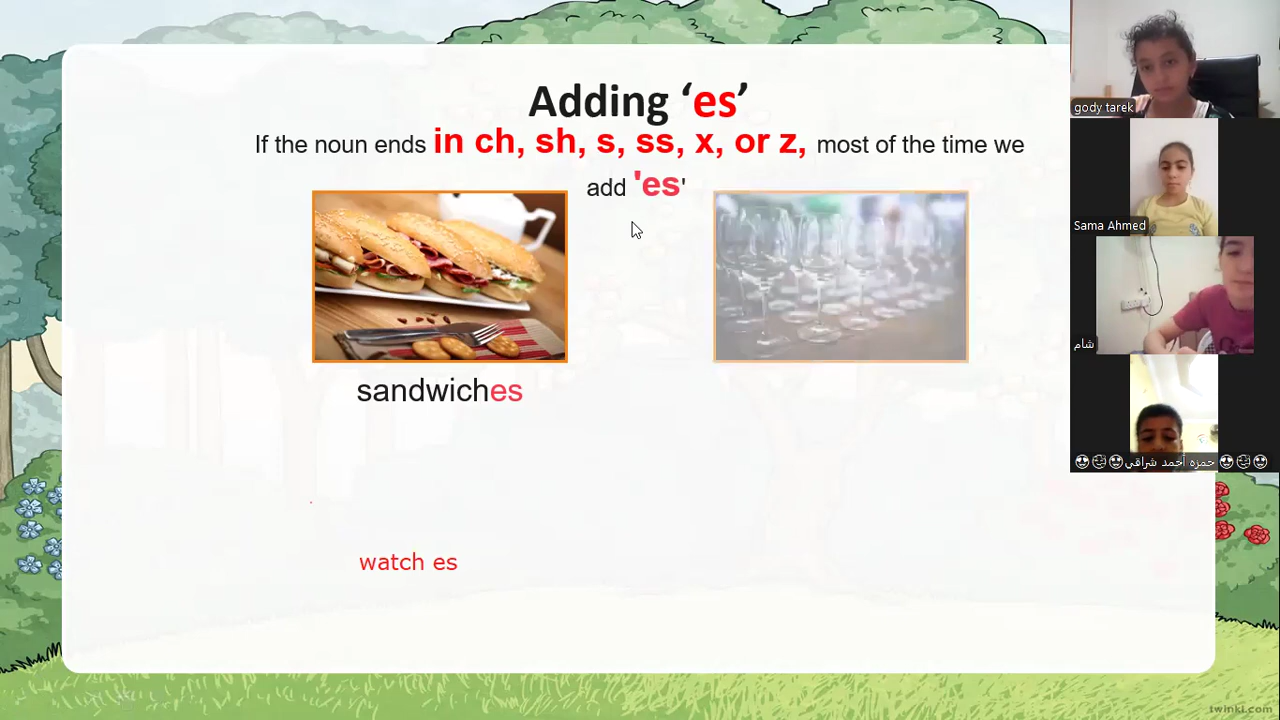 Adding ‘es’
If the noun ends in ch, sh, s, ss, x, or z, most of the time we
add 'es'
sandwiches
watch es
gody tarek
Sama Ahmed
شام
😍🥰😍 حمزه أحمد شراقي 😍🥰😍
twinkl.com